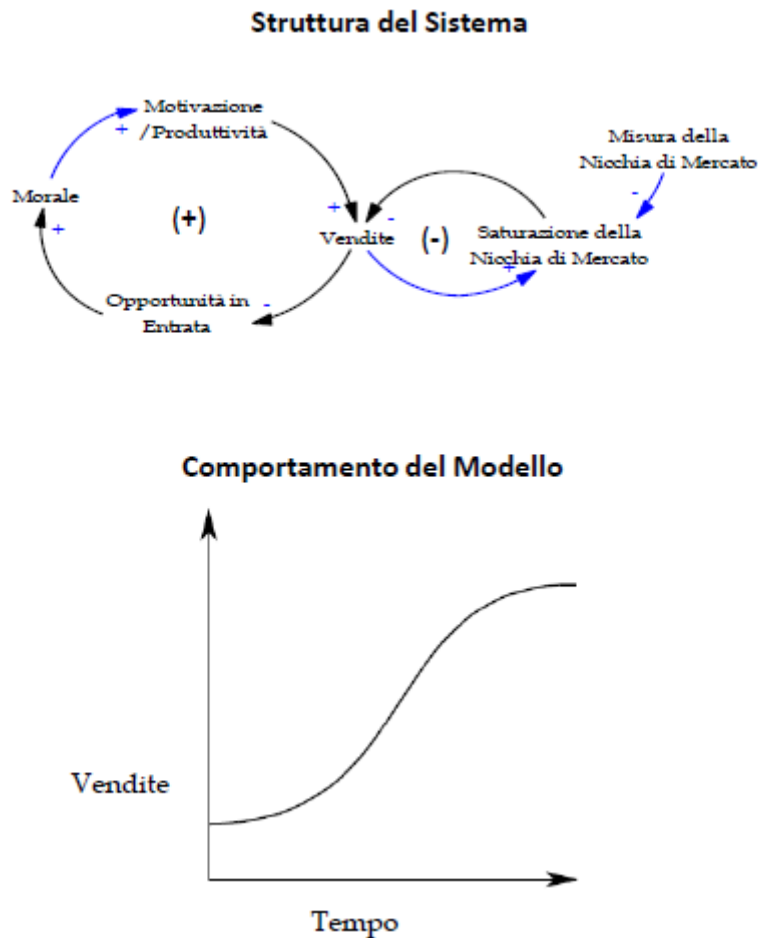 Struttura del Sistema
Motivazione
+ /Produttività
Misura della
Nicchia di Mercato
-
Morale
+
(+)
+
-
Vendite
(-)
Saturazione della
Nicchia di Mercato
+
Opportunità in -
Entrata
Comportamento del Modello
Vendite
Tempo